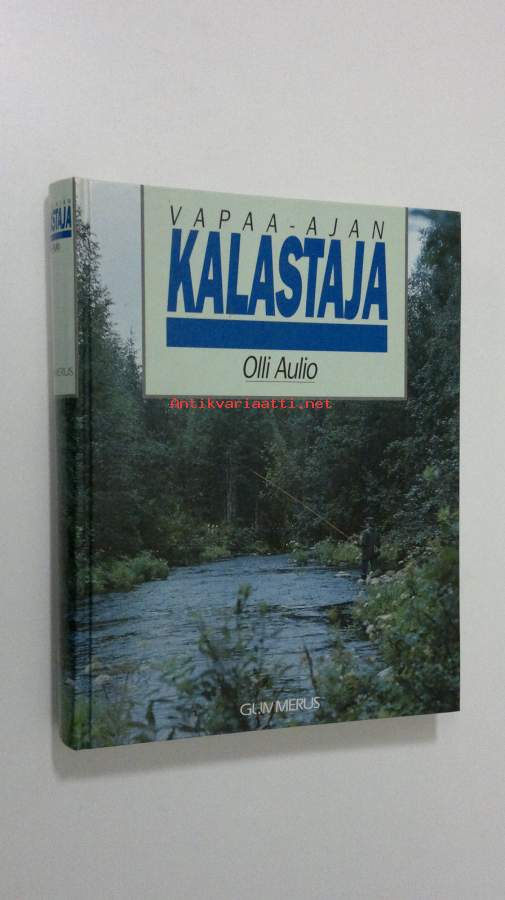 VAPAA-AJAN
KALASTAJA
Olli Aulio
Antikvariaatti.net
GUMMERUS